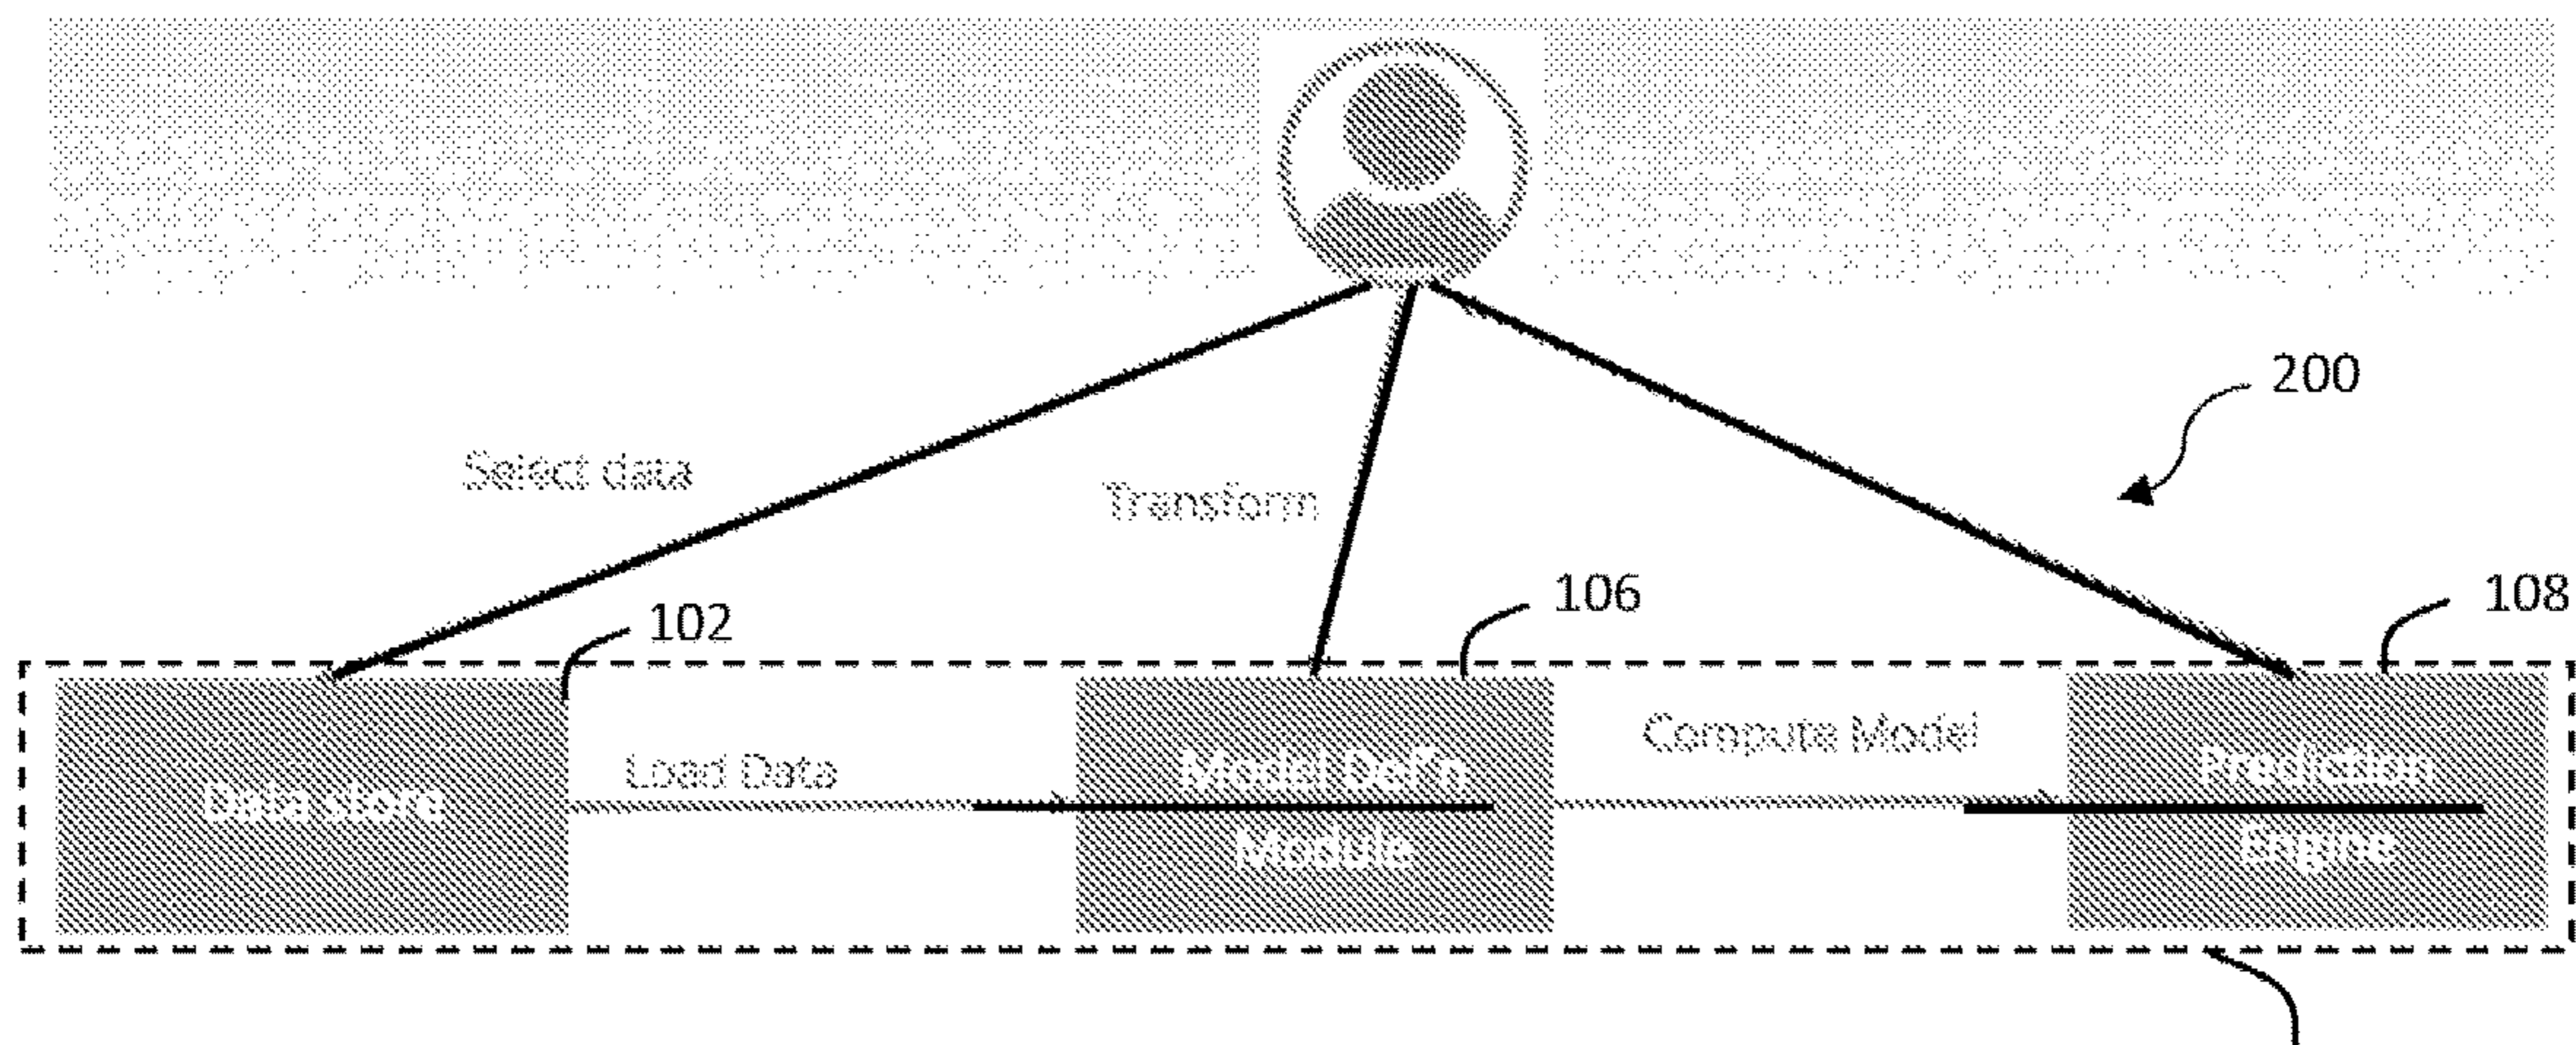 200
Select data
Transform
102
106
108
Data store
Load Data
Model Def'n
Module
Compute Model
Prediction
Engine